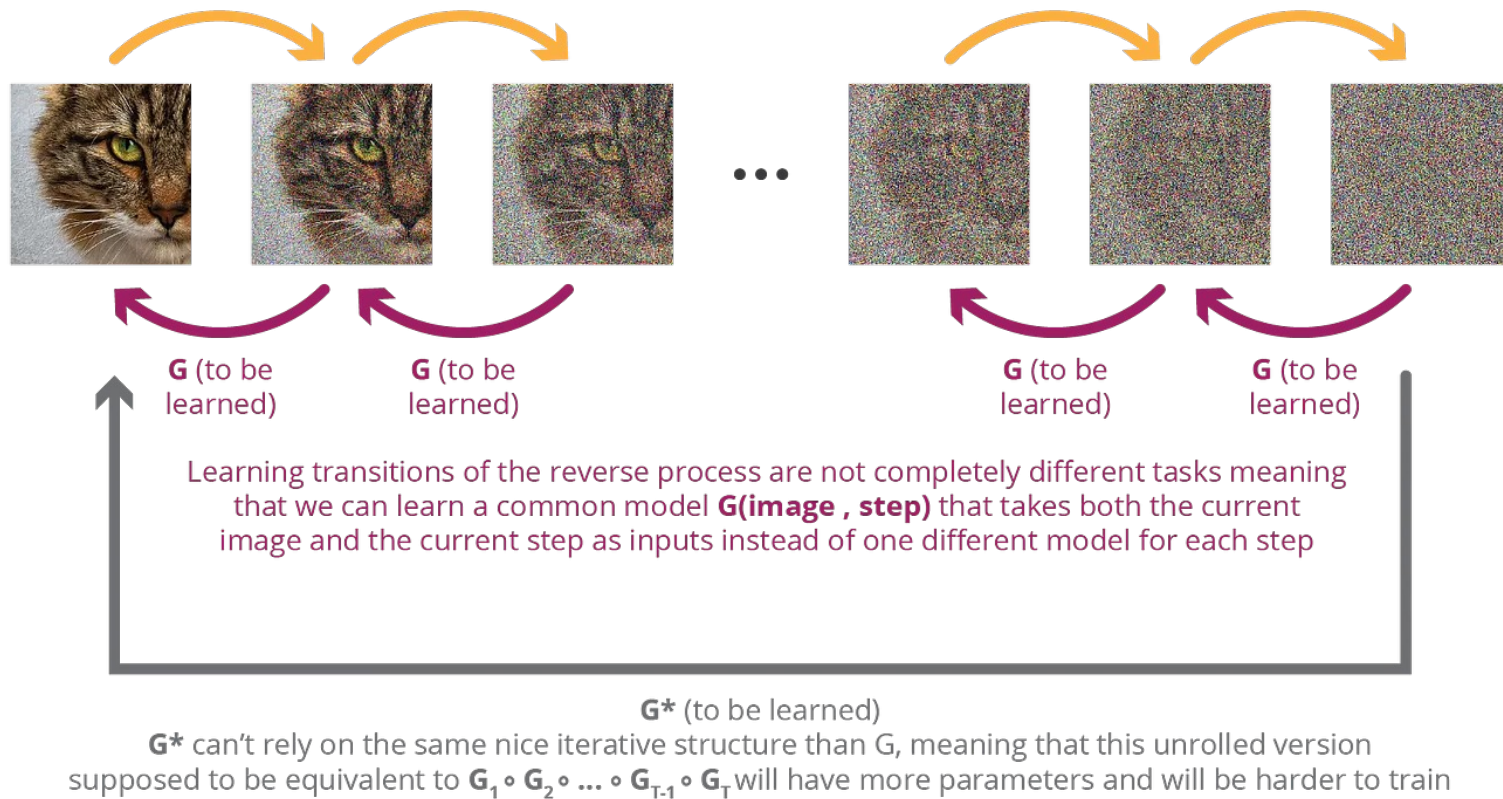 G (to be
learned)
G (to be
learned)
G (to be
learned)
G (to be
learned)
Learning transitions of the reverse process are not completely different tasks meaning
that we can learn a common model G(image , step) that takes both the current
image and the current step as inputs instead of one different model for each step
G* (to be learned)
G* can’t rely on the same nice iterative structure than G, meaning that this unrolled version
supposed to be equivalent to G₁∘ G₂∘ ... ∘ G_T-1 ∘ G_T will have more parameters and will be harder to train